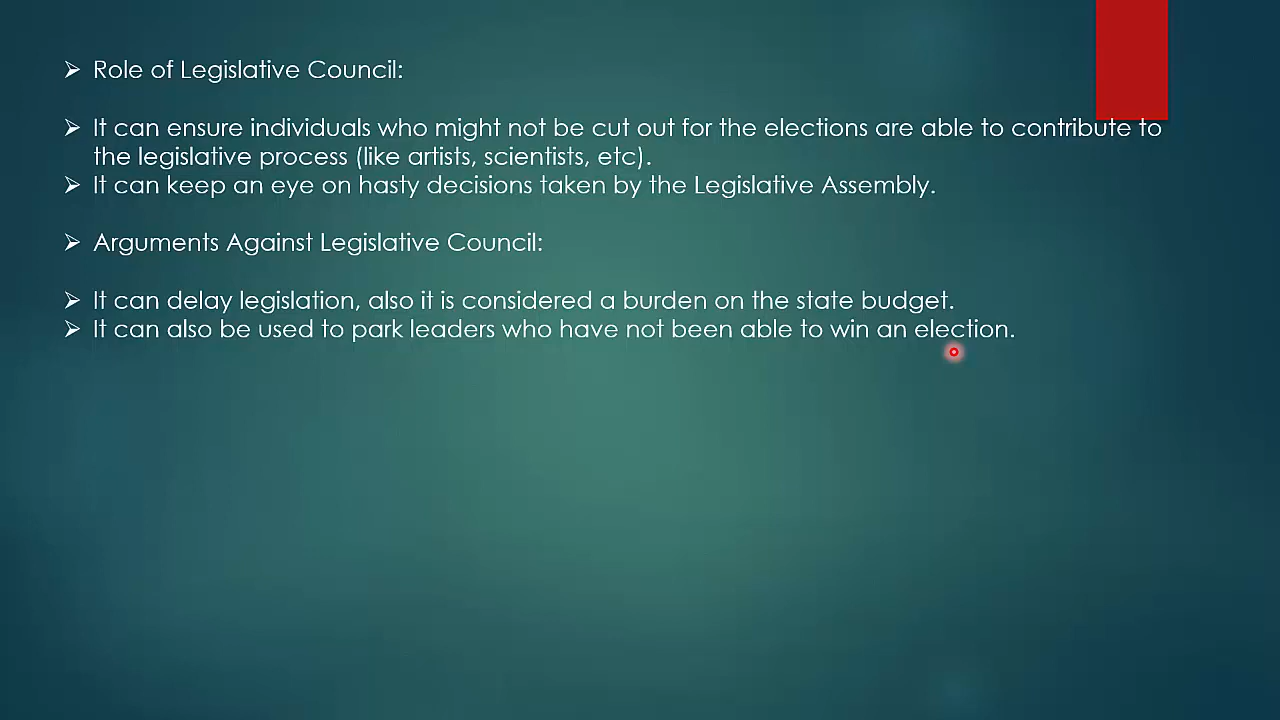 ➢ Role of Legislative Council:
➢ It can ensure individuals who might not be cut out for the elections are able to contribute to
the legislative process (like artists, scientists, etc).
➢ It can keep an eye on hasty decisions taken by the Legislative Assembly.
➢ Arguments Against Legislative Council:
➢ It can delay legislation, also it is considered a burden on the state budget.
➢ It can also be used to park leaders who have not been able to win an election.